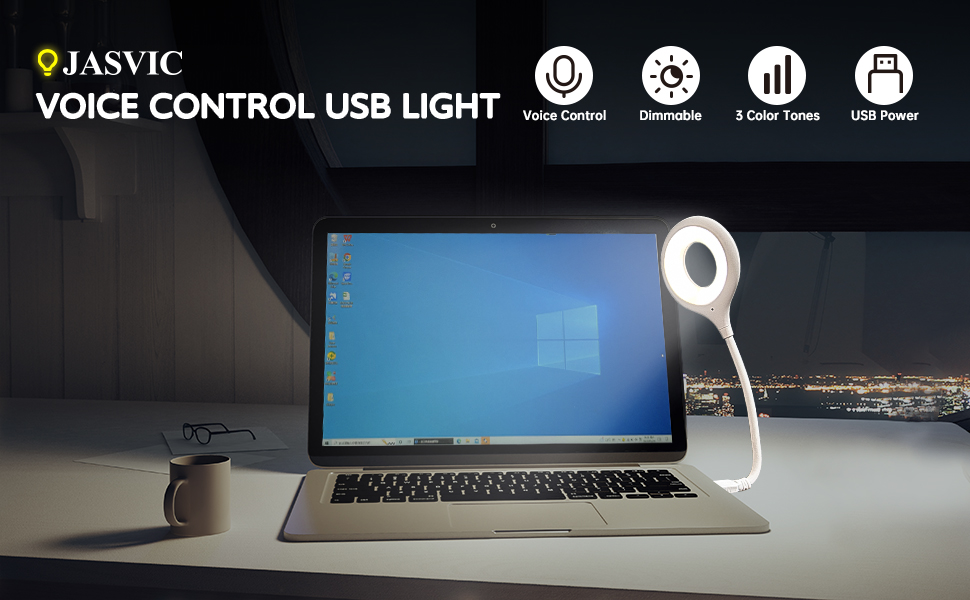 JASVIC
VOICE CONTROL USB LIGHT
Voice Control
Dimmable
3 Color Tones
USB Power